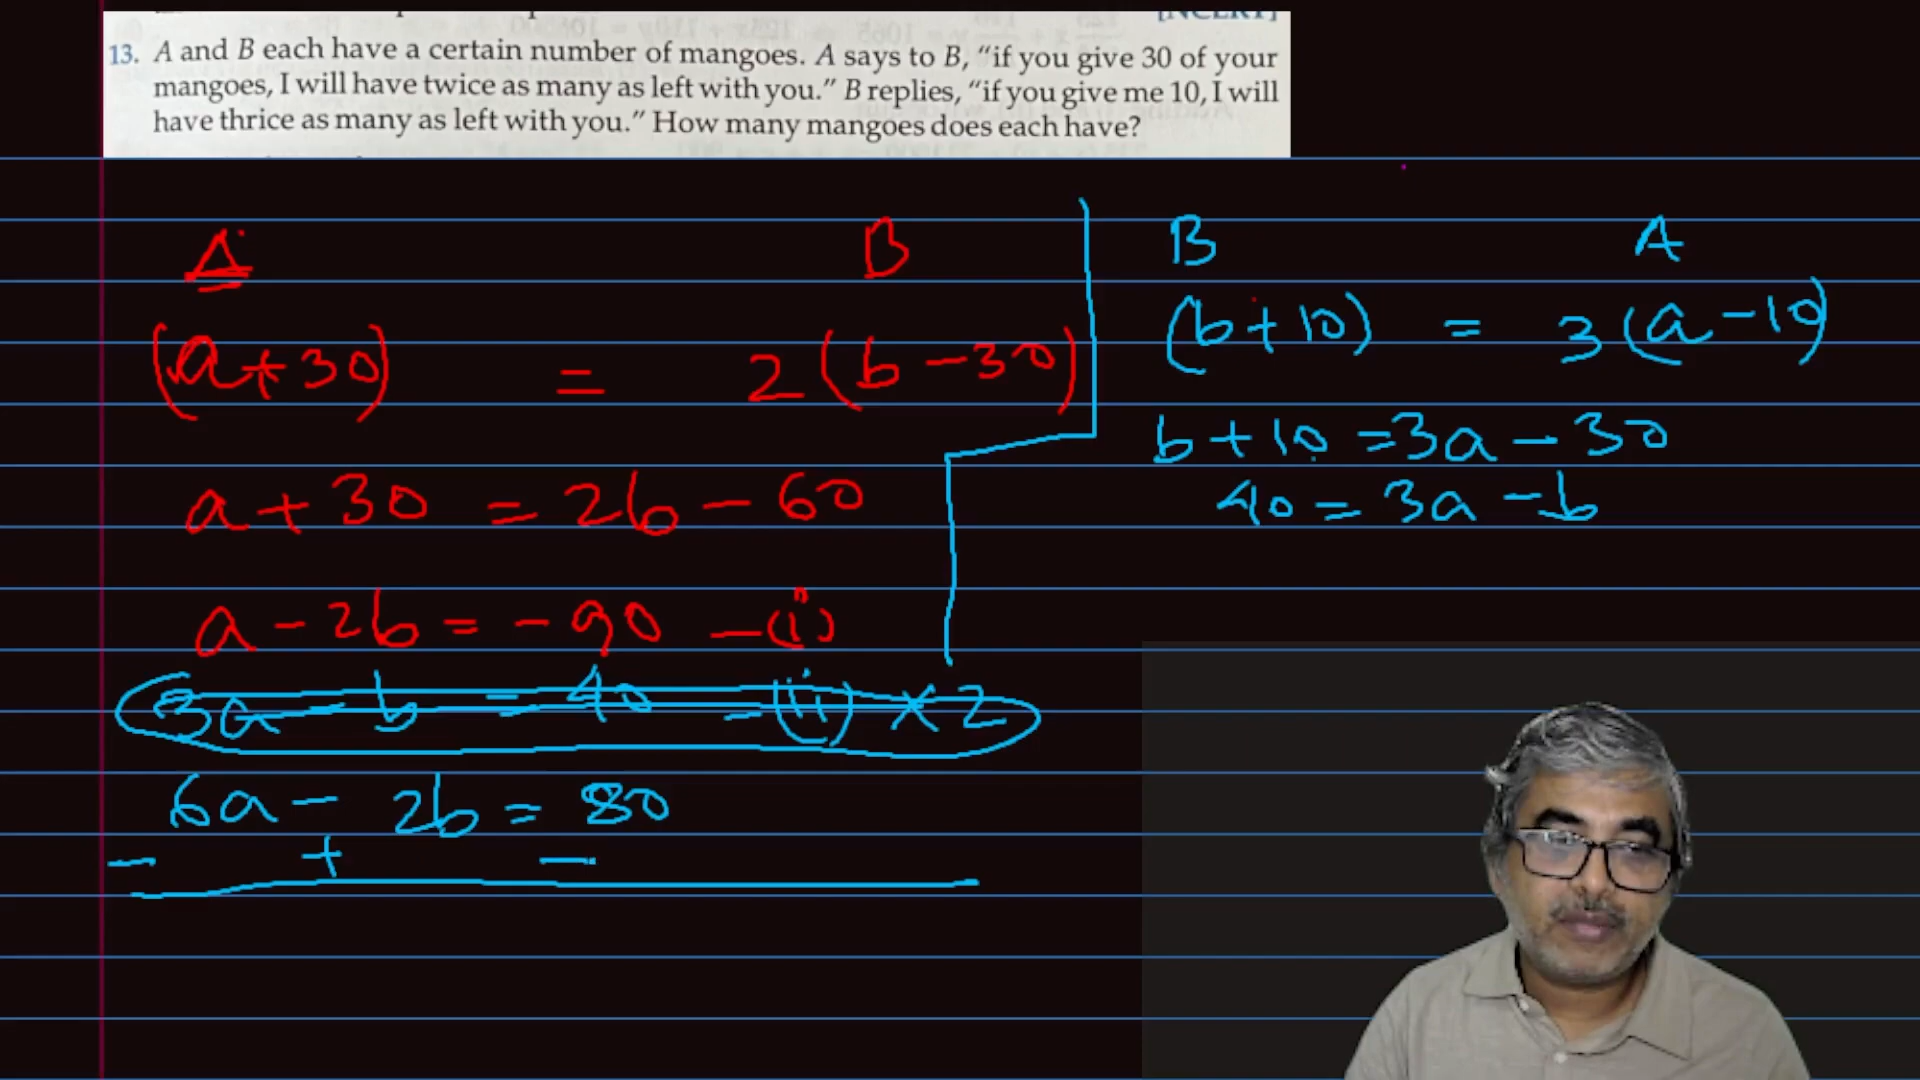 [NCERT]
13. A and B each have a certain number of mangoes. A says to B, “if you give 30 of your
mangoes, I will have twice as many as left with you.” B replies, “if you give me 10, I will
have thrice as many as left with you.” How many mangoes does each have?
A B
(a+30) = 2(b-30)
a+30 = 2b-60
a-2b = -90 -(i)
3a-b = 40 -(ii) × 2
6a- 2b = 80
- + -
B A
(b+10) = 3(a-10)
b+10 = 3a-30
40 = 3a-b